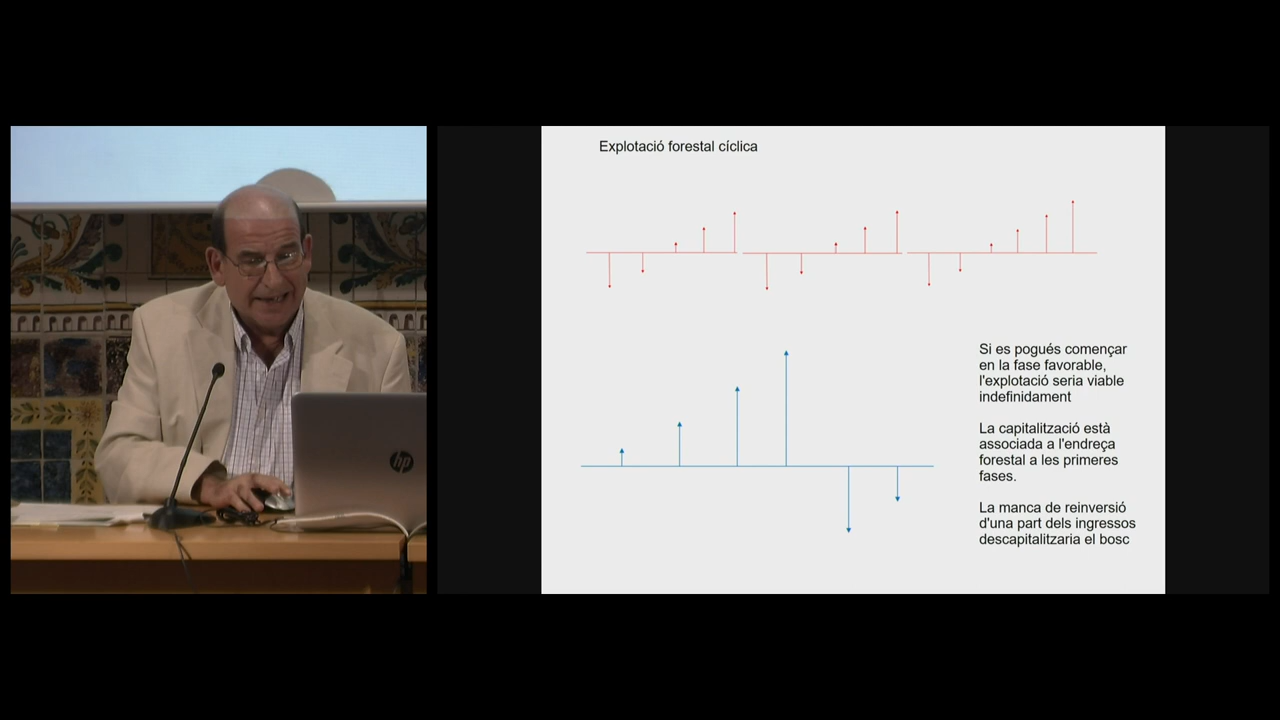 Explotació forestal cíclica
Si es pogués començar
en la fase favorable,
l'explotació seria viable
indefinidament
La capitalització està
associada a l'endreça
forestal a les primeres
fases.
La manca de reinversió
d'una part dels ingressos
descapitalitzaria el bosc
hp